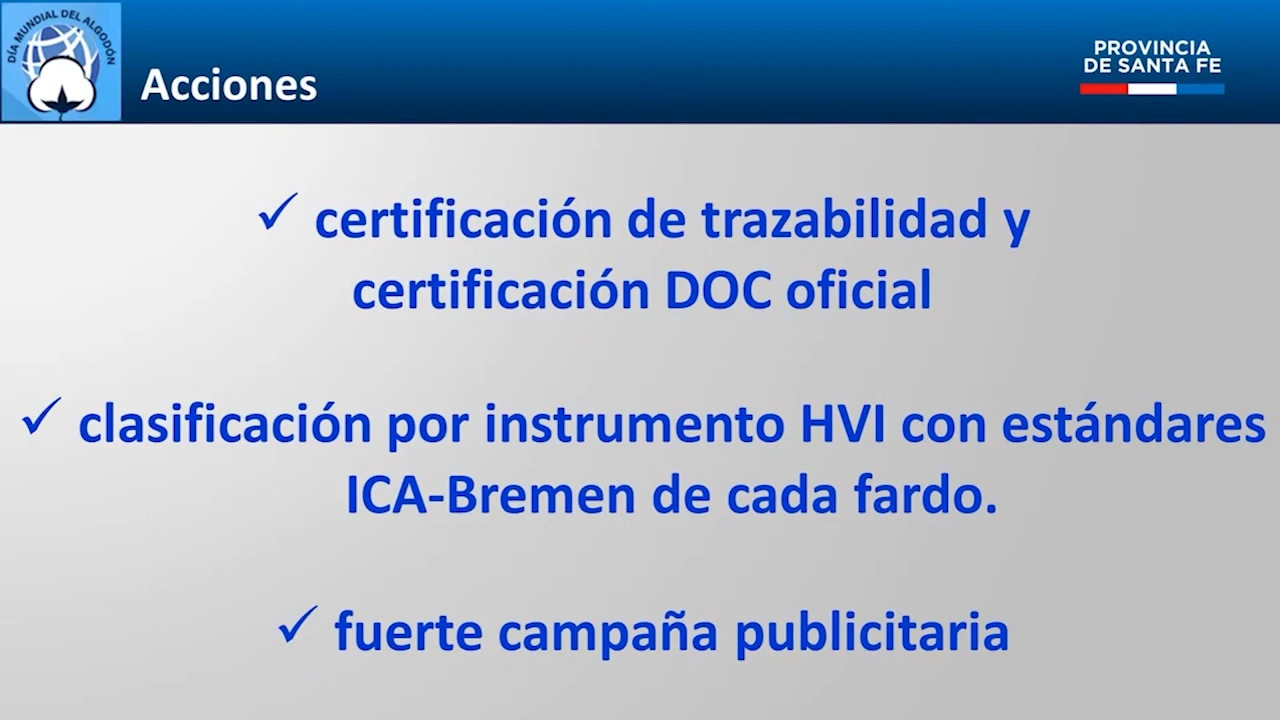 DÍA MUNDIAL DEL ALGODÓN
Acciones
PROVINCIA
DE SANTA FE
✓ certificación de trazabilidad y
certificación DOC oficial
✓ clasificación por instrumento HVI con estándares
ICA-Bremen de cada fardo.
✓ fuerte campaña publicitaria